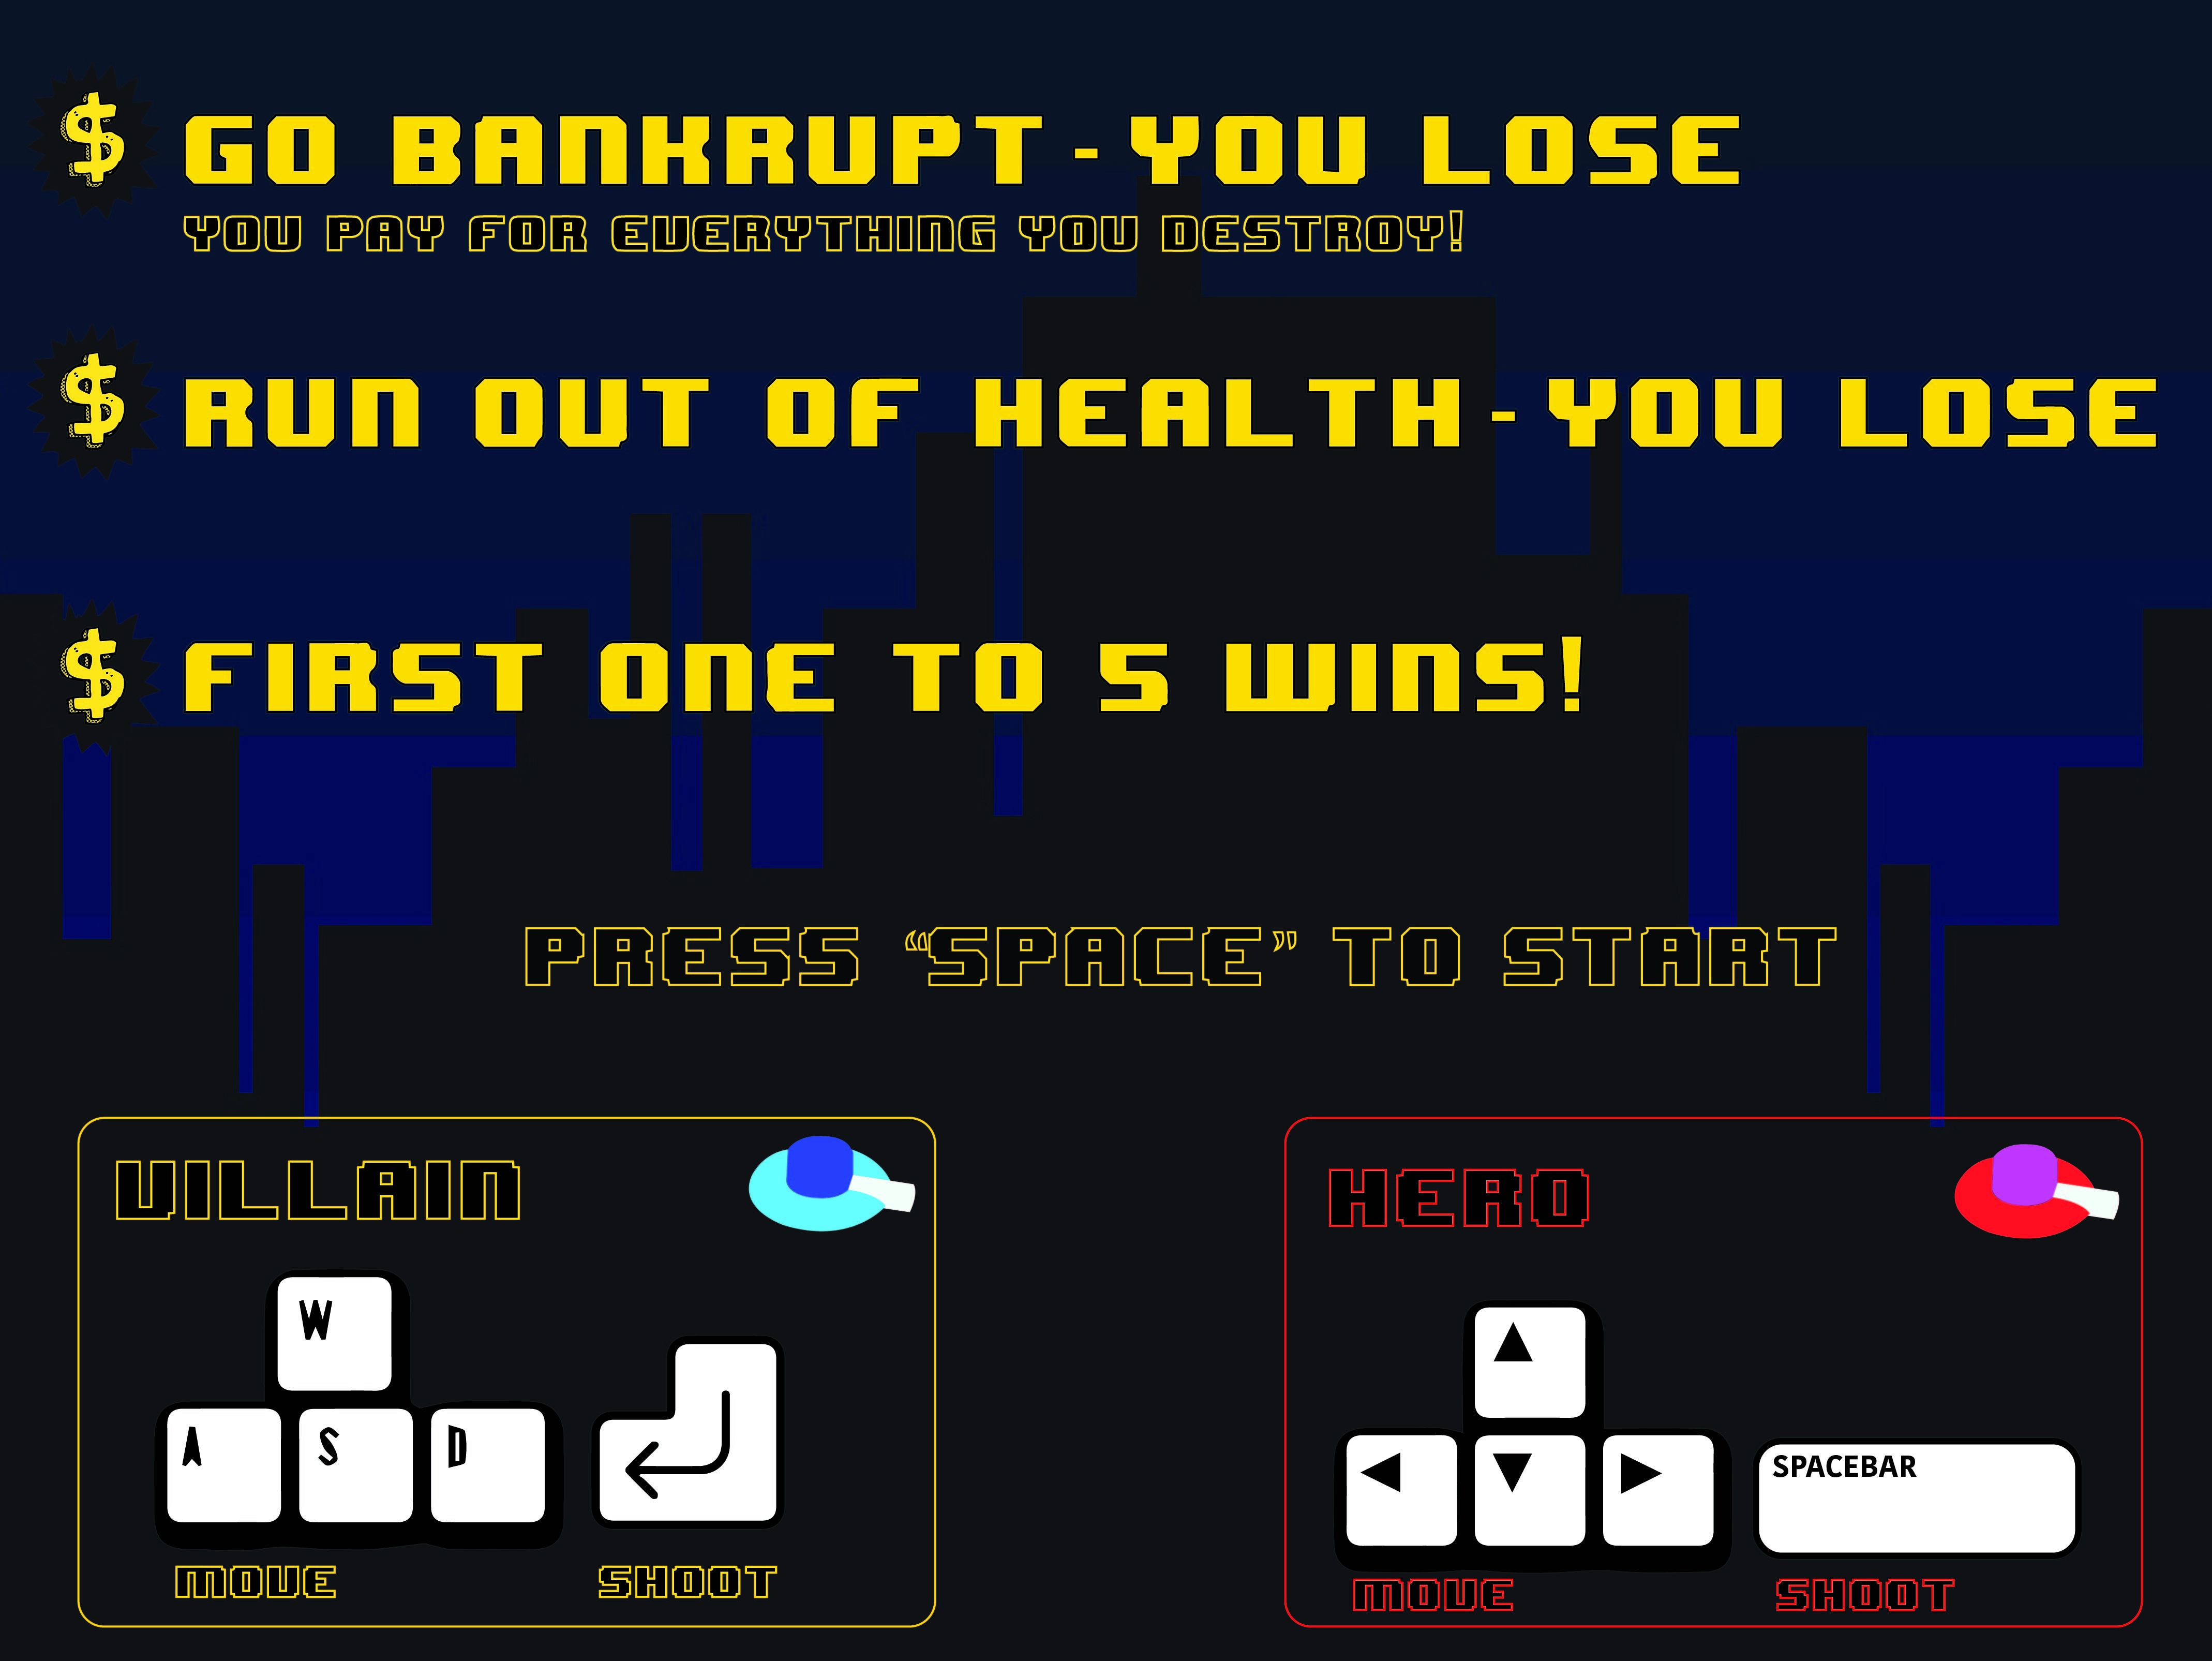 $ GO BANKRUPT - YOU LOSE
YOU PAY FOR EVERYTHING YOU DESTROY!
$ RUN OUT OF HEALTH - YOU LOSE
$ FIRST ONE TO 5 WINS!
PRESS “SPACE” TO START
VILLAIN
W
A S D
MOVE SHOOT
HERO
SPACEBAR
MOVE SHOOT